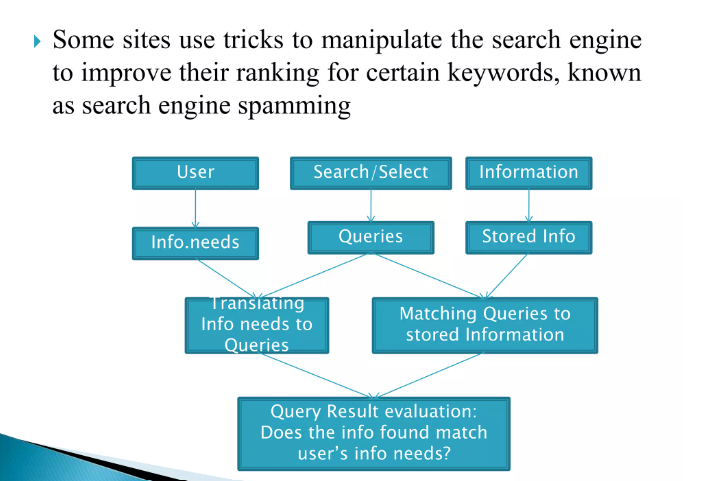 Some sites use tricks to manipulate the search engine
to improve their ranking for certain keywords, known
as search engine spamming
User
Search/Select
Information
Info.needs
Queries
Stored Info
Translating
Info needs to
Queries
Matching Queries to
stored Information
Query Result evaluation:
Does the info found match
user's info needs?